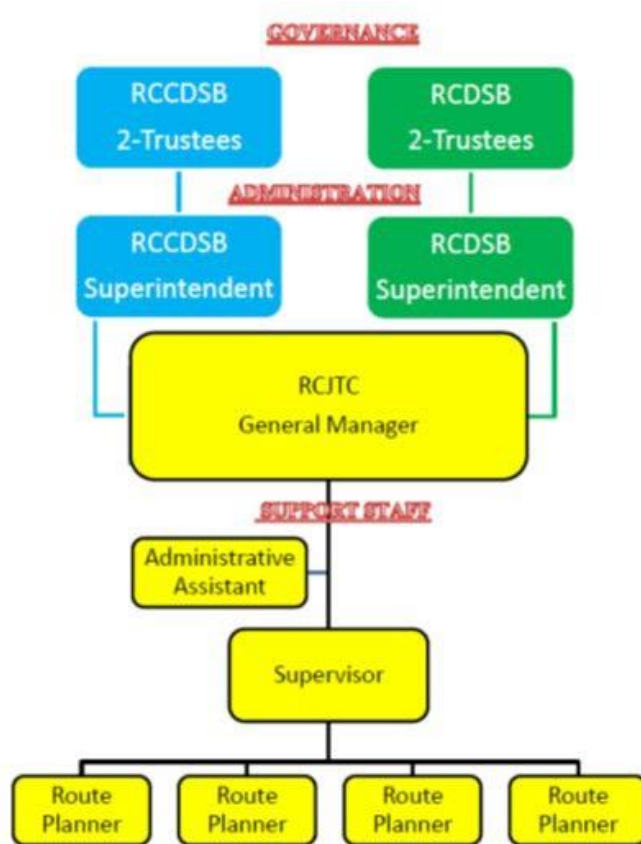 GOVERNANCE
RCCDSB
2-Trustees
RCDSB
2-Trustees
ADMINISTRATION
RCCDSB
Superintendent
RCDSB
Superintendent
RCJTC
General Manager
SUPPORT STAFF
Administrative
Assistant
Supervisor
Route
Planner
Route
Planner
Route
Planner
Route
Planner